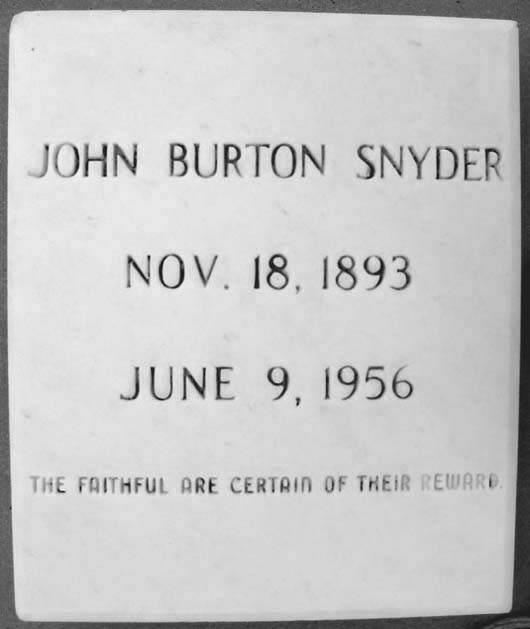 JOHN BURTON SNYDER
NOV. 18, 1893
JUNE 9, 1956
THE FAITHFUL ARE CERTAIN OF THEIR REWARD.